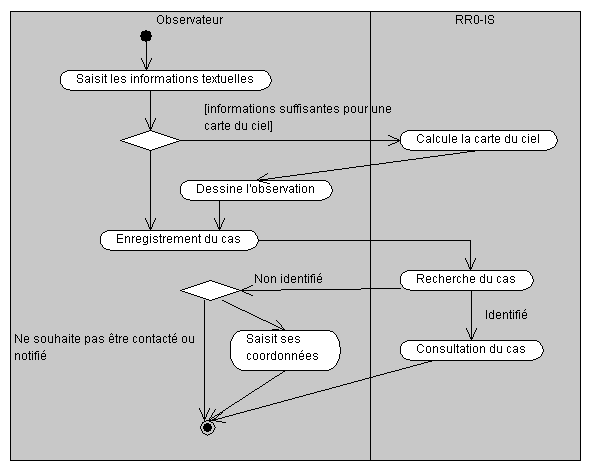 Observateur
RR0-IS
Saisit les informations textuelles
[informations suffisantes pour une
carte du ciel]
Calcule la carte du ciel
Dessine l'observation
Enregistrement du cas
Non identifié
Recherche du cas
Identifié
Ne souhaite pas être contacté ou
notifié
Saisit ses
coordonnées
Consultation du cas